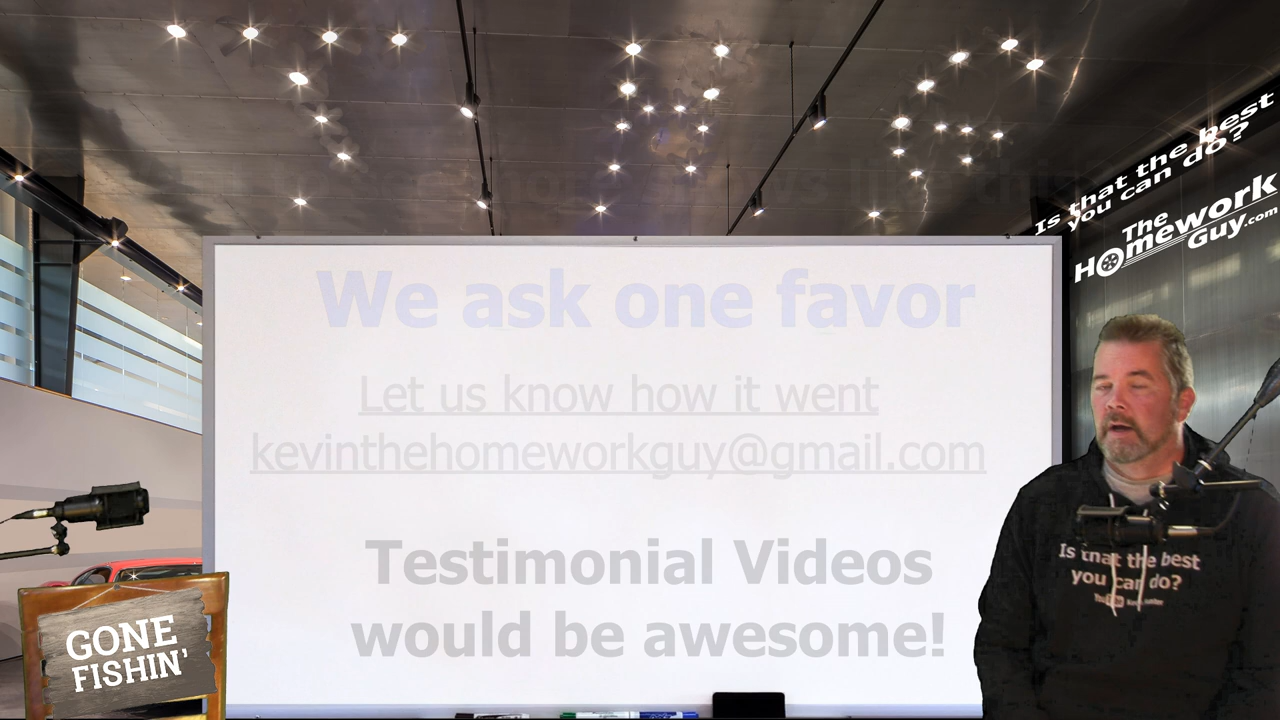 Is that the best
you can do?
The
Homework
Guy.com
We ask one favor
Let us know how it went
kevinthehomeworkguy@gmail.com
Testimonial Videos
would be awesome!
GONE
FISHIN'
Is that the best
you can do?